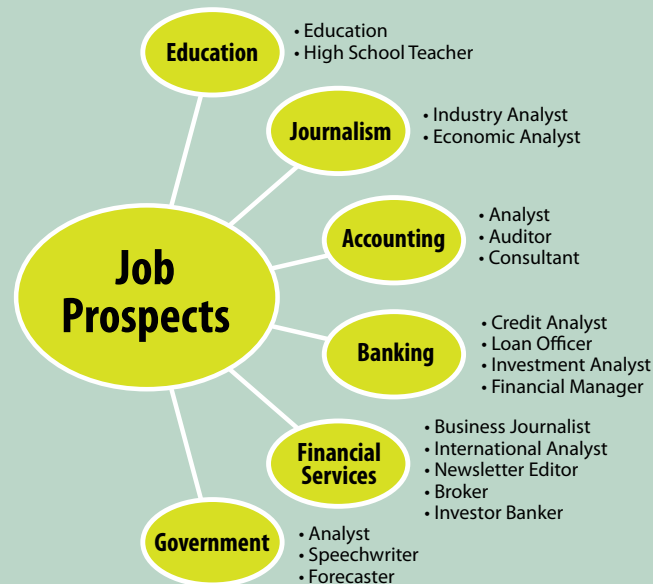 Education
• Education
• High School Teacher
Journalism
• Industry Analyst
• Economic Analyst
Job
Prospects
Accounting
• Analyst
• Auditor
• Consultant
Banking
• Credit Analyst
• Loan Officer
• Investment Analyst
• Financial Manager
Financial
Services
• Business Journalist
• International Analyst
• Newsletter Editor
• Broker
• Investor Banker
Government
• Analyst
• Speechwriter
• Forecaster